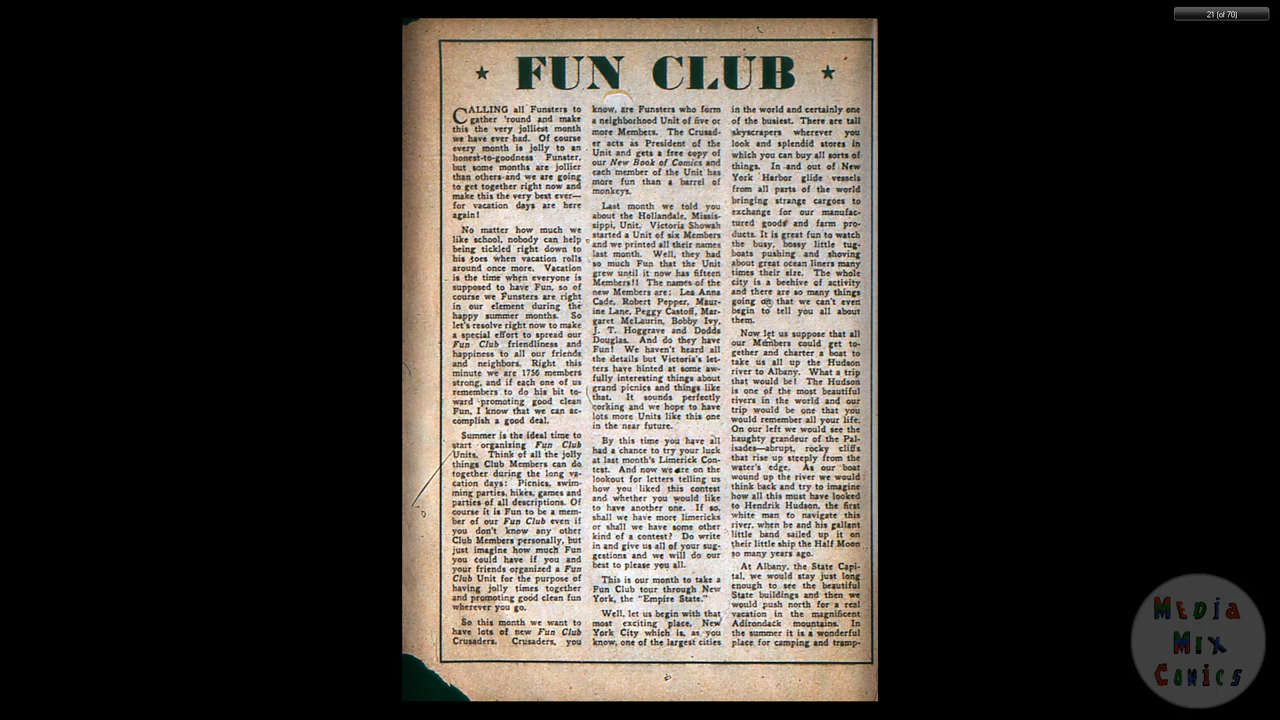 21 (of 70)
★ FUN CLUB ★
CALLING all Funsters to
gather 'round and make
this the very jolliest month
we have ever had. Of course
every month is jolly to an
honest-to-goodness Funster,
but some months are jollier
than others and we are going
to get together right now and
make this the very best ever—
for vacation days are here
again!
No matter how much we
like school, nobody can help
being tickled right down to
his toes when vacation rolls
around once more. Vacation
is the time when everyone is
supposed to have Fun, so of
course we Funsters are right
in our element during the
happy summer months. So
let's resolve right now to make
a special effort to spread our
Fun Club friendliness and
happiness to all our friends
and neighbors. Right this
minute we are 1756 members
strong, and if each one of us
remembers to do his bit to-
ward promoting good clean
Fun, I know that we can ac-
complish a good deal.
Summer is the ideal time to
start organizing Fun Club
Units. Think of all the jolly
things Club Members can do
together during the long va-
cation days! Picnics, swim-
ming parties, hikes, games and
parties of all descriptions. Of
course it is Fun to be a mem-
ber of our Fun Club even if
you don't know any other
Club Members personally, but
just imagine how much Fun
you could have if you and
your friends organized a Fun
Club Unit for the purpose of
having jolly times together
and promoting good clean fun
wherever you go.
So this month we want to
have lots of new Fun Club
Crusaders. Crusaders, you
know, are Funsters who form
a neighborhood Unit of five or
more Members. The Crusad-
er acts as President of the
Unit and gets a free copy of
our New Book of Comics and
each member of the Unit has
more fun than a barrel of
monkeys.
Last month we told you
about the Hollandale, Missis-
sippi, Unit. Victoria Showah
started a Unit of six Members
and we printed all their names
last month. Well, they had
so much Fun that the Unit
grew until it now has fifteen
Members!! The names of the
new Members are: Lea Anna
Cade, Robert Pepper, Maur-
ine Lane, Peggy Castoff, Mar-
garet McLaurin, Bobby Ivy,
J. T. Hoggrave and Dodds
Douglas. And do they have
Fun! We haven't heard all
the details but Victoria's let-
ters have hinted at some aw-
fully interesting things about
grand picnics and things like
that. It sounds perfectly
corking and we hope to have
lots more Units like this one
in the near future.
By this time you have all
had a chance to try your luck
at last month's Limerick Con-
test. And now we are on the
lookout for letters telling us
how you liked this contest
and whether you would like
to have another one. If so,
shall we have more limericks
or shall we have some other
kind of a contest? Do write
in and give us all of your sug-
gestions and we will do our
best to please you all.
This is our month to take a
Fun Club tour through New
York, the "Empire State."
Well, let us begin with that
most exciting place, New
York City which is, as you
know, one of the largest cities
in the world and certainly one
of the busiest. There are tall
skyscrapers wherever you
look and splendid stores in
which you can buy all sorts of
things. In and out of New
York Harbor glide vessels
from all parts of the world
bringing strange cargoes to
exchange for our manufac-
tured goods and farm pro-
ducts. It is great fun to watch
the busy, bossy little tug-
boats pushing and shoving
about great ocean liners many
times their size. The whole
city is a beehive of activity
and there are so many things
going on that we can't even
begin to tell you all about
them.
Now let us suppose that all
our Members could get to-
gether and charter a boat to
take us all up the Hudson
river to Albany. What a trip
that would be! The Hudson
is one of the most beautiful
rivers in the world and our
trip would be one that you
would remember all your life.
On our left we would see the
haughty grandeur of the Pal-
isades—abrupt, rocky cliffs
that rise up steeply from the
water's edge. As our boat
wound up the river we would
think back and try to imagine
how all this must have looked
to Hendrik Hudson, the first
white man to navigate this
river, when he and his gallant
little band sailed up it on
their little ship the Half Moon
so many years ago.
At Albany, the State Capi-
tal, we would stay just long
enough to see the beautiful
State buildings and then we
would push north for a real
vacation in the magnificent
Adirondack mountains. In
the summer it is a wonderful
place for camping and tramp-
MEDIA
MIX
COMICS